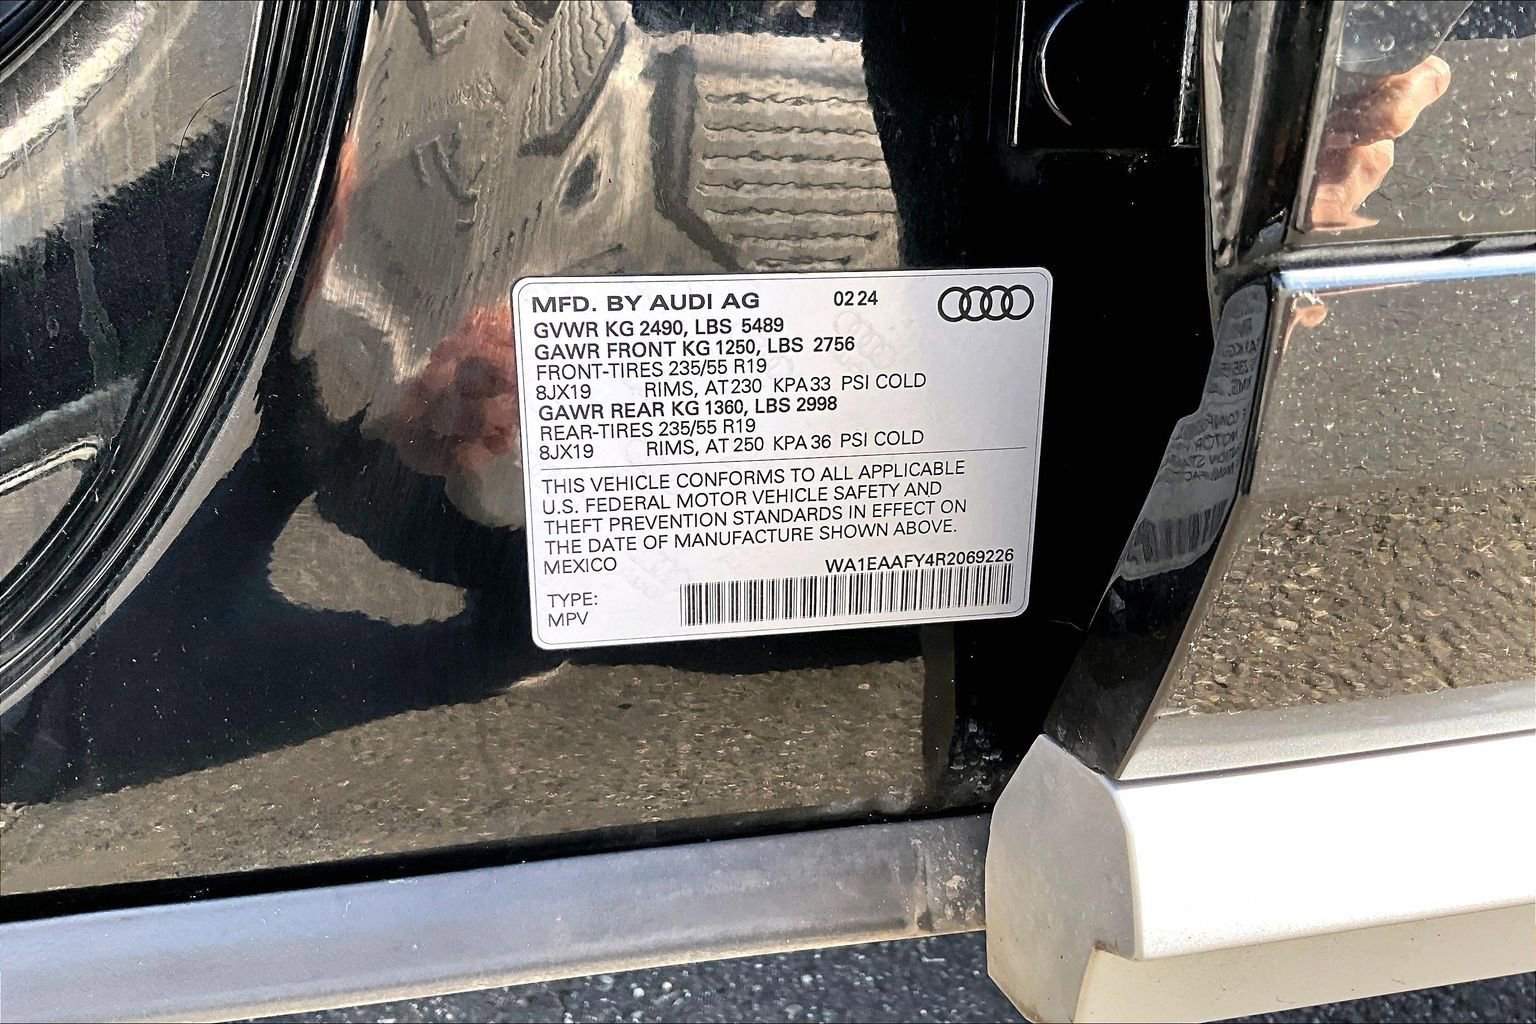 MFD. BY AUDI AG 0224
GVWR KG 2490, LBS 5489
GAWR FRONT KG 1250, LBS 2756
FRONT-TIRES 235/55 R19
8JX19 RIMS, AT 230 KPA 33 PSI COLD
GAWR REAR KG 1360, LBS 2998
REAR-TIRES 235/55 R19
8JX19 RIMS, AT 250 KPA 36 PSI COLD
THIS VEHICLE CONFORMS TO ALL APPLICABLE
U.S. FEDERAL MOTOR VEHICLE SAFETY AND
THEFT PREVENTION STANDARDS IN EFFECT ON
THE DATE OF MANUFACTURE SHOWN ABOVE.
MEXICO WA1EAAFY4R2069226
TYPE:
MPV